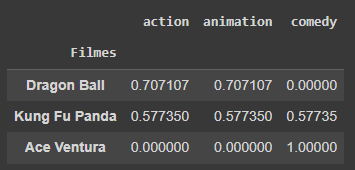 action animation comedy
Filmes
Dragon Ball 0.707107 0.707107 0.00000
Kung Fu Panda 0.577350 0.577350 0.57735
Ace Ventura 0.000000 0.000000 1.00000